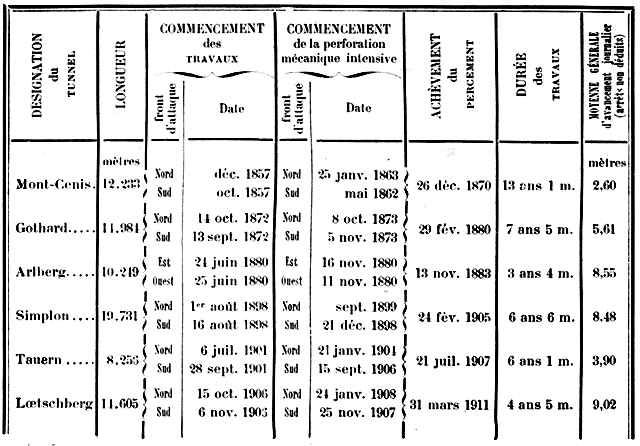 DÉSIGNATION du TUNNEL
LONGUEUR
COMMENCEMENT
des
TRAVAUX
COMMENCEMENT
de la perforation
mécanique intensive
Front d'attaque
Date
Front d'attaque
Date
ACHÈVEMENT du PERCEMENT
DURÉE des TRAVAUX
MOYENNE GÉNÉRALE d'avancement journalier (arrêts non déduits)
mètres mètres
Mont-Cenis. 12.233 Nord déc. 1857 Nord 25 janv. 1863 26 déc. 1870 13 ans 1 m. 2,60
Sud oct. 1857 Sud mai 1862
Gothard..... 14.984 Nord 14 oct. 1872 Nord 8 oct. 1873 29 fév. 1880 7 ans 5 m. 5,61
Sud 13 sept. 1872 Sud 5 nov. 1873
Arlberg..... 10.249 Est 24 juin 1880 Est 16 nov. 1880 13 nov. 1883 3 ans 4 m. 8,55
Ouest 25 juin 1880 Ouest 11 nov. 1880
Simplon.... 19.731 Nord 1er août 1898 Nord sept. 1899 24 fév. 1905 6 ans 6 m. 8,48
Sud 16 août 1898 Sud 21 déc. 1898
Tauern ..... 8.256 Nord 6 juil. 1901 Nord 21 janv. 1904 21 juil. 1907 6 ans 1 m. 3,90
Sud 28 sept. 1901 Sud 15 sept. 1906
Lœtschberg 14.605 Nord 15 oct. 1906 Nord 24 janv. 1908 31 mars 1911 4 ans 5 m. 9,02
Sud 6 nov. 1906 Sud 25 nov. 1907